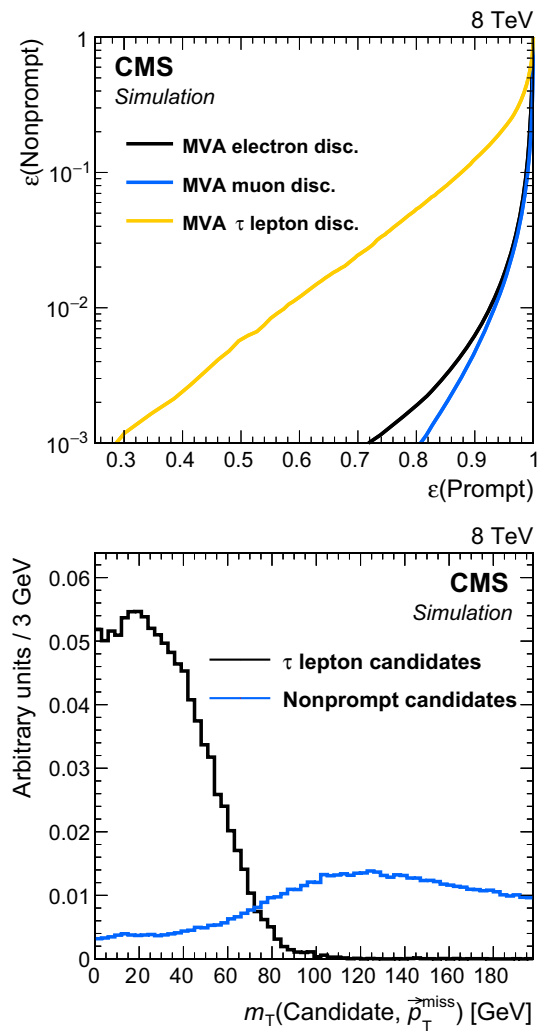 8 TeV
CMS
Simulation
MVA electron disc.
MVA muon disc.
MVA τ lepton disc.
ε(Nonprompt)
1
10⁻¹
10⁻²
10⁻³
0.3 0.4 0.5 0.6 0.7 0.8 0.9 1
ε(Prompt)
8 TeV
CMS
Simulation
τ lepton candidates
Nonprompt candidates
Arbitrary units / 3 GeV
0.06
0.05
0.04
0.03
0.02
0.01
0
0 20 40 60 80 100 120 140 160 180
m_T(Candidate, p⃗_T^miss) [GeV]